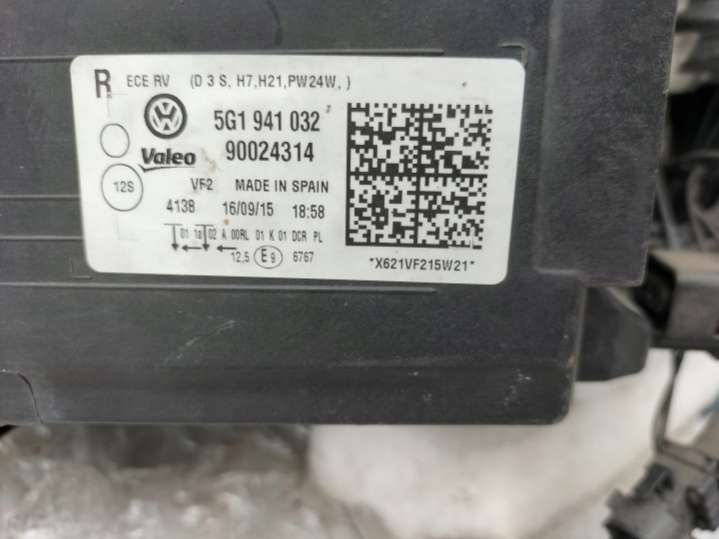 R ECE RV (D 3 S, H7,H21,PW24W, )
5G1 941 032
Valeo 90024314
12S VF2 MADE IN SPAIN
4138 16/09/15 18:58
01 1a 02 A 00RL 01 K 01 DCR PL
12,5 E9 6767
*X621VF215W21*